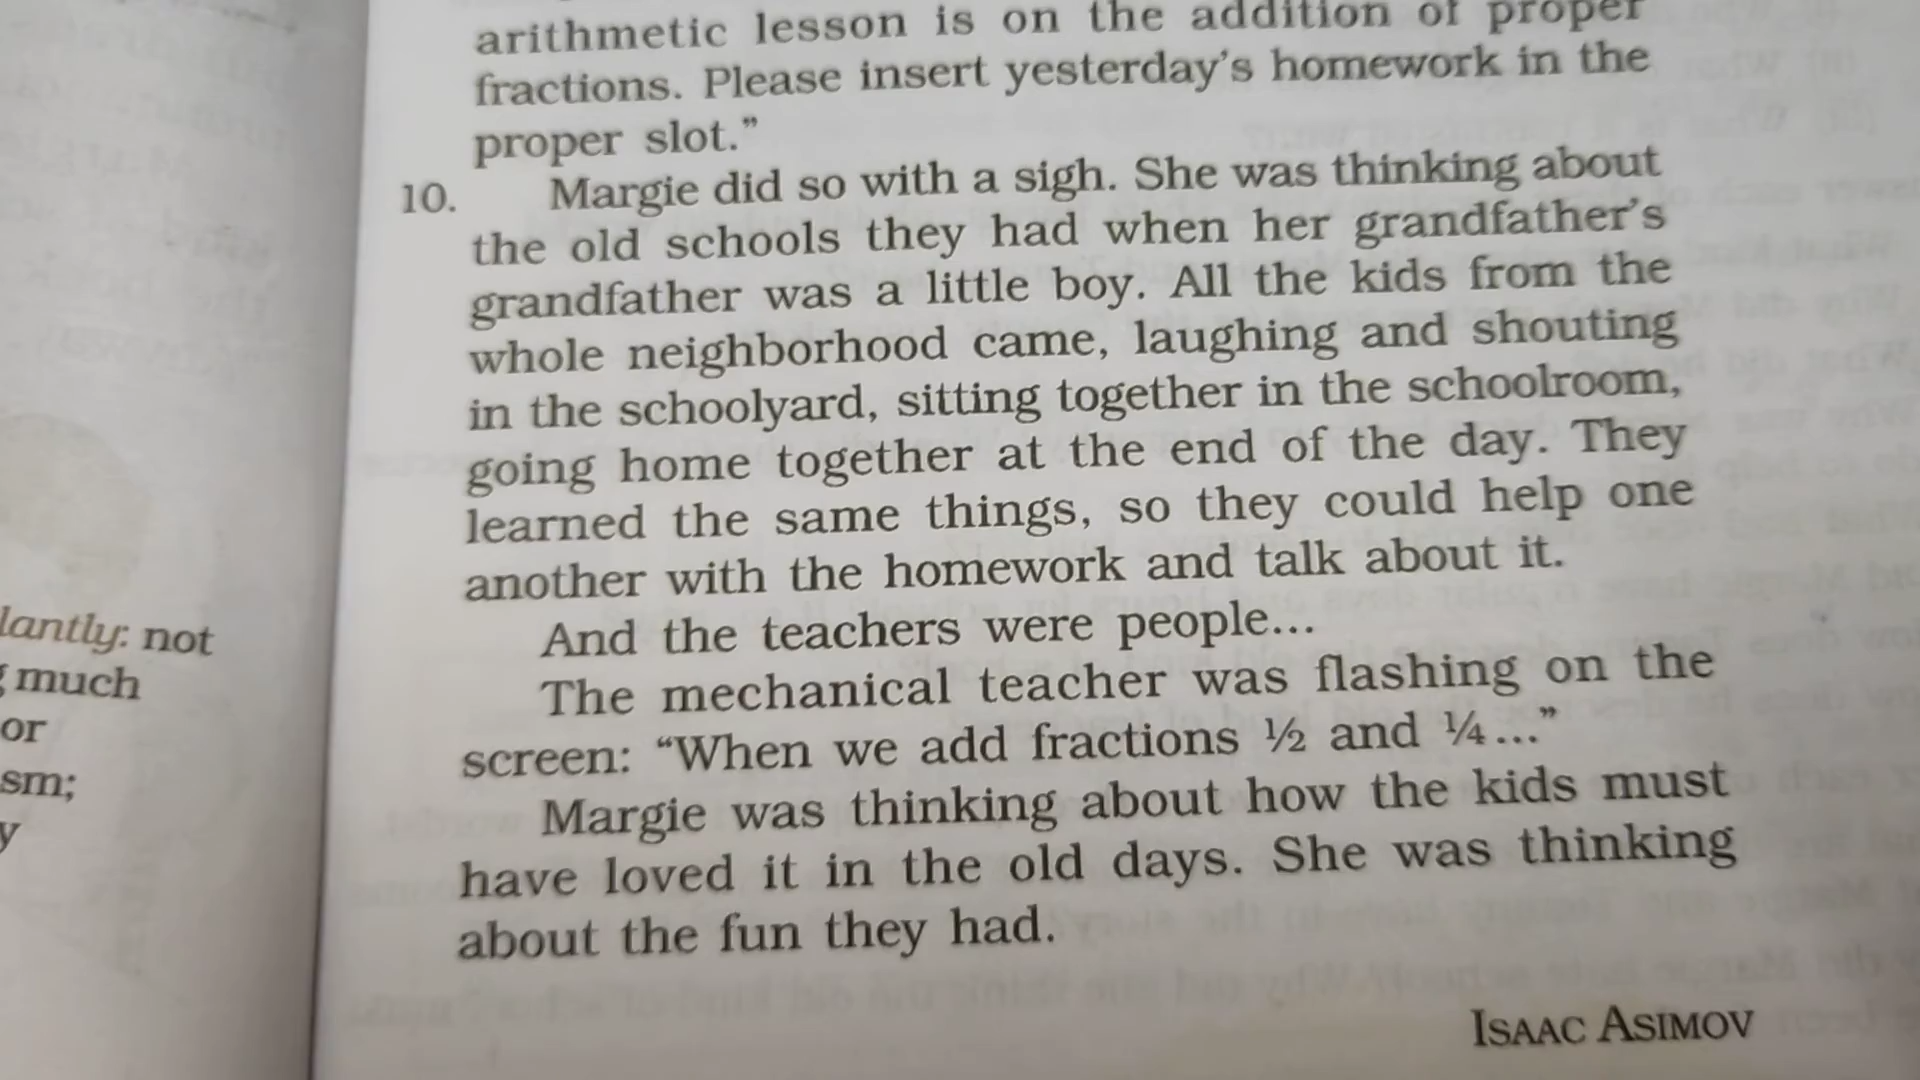 lantly: not
much
or
sm;
y
arithmetic lesson is on the addition of proper
fractions. Please insert yesterday's homework in the
proper slot."
10. Margie did so with a sigh. She was thinking about
the old schools they had when her grandfather's
grandfather was a little boy. All the kids from the
whole neighborhood came, laughing and shouting
in the schoolyard, sitting together in the schoolroom,
going home together at the end of the day. They
learned the same things, so they could help one
another with the homework and talk about it.
And the teachers were people...
The mechanical teacher was flashing on the
screen: “When we add fractions ½ and ¼...”
Margie was thinking about how the kids must
have loved it in the old days. She was thinking
about the fun they had.
ISAAC ASIMOV